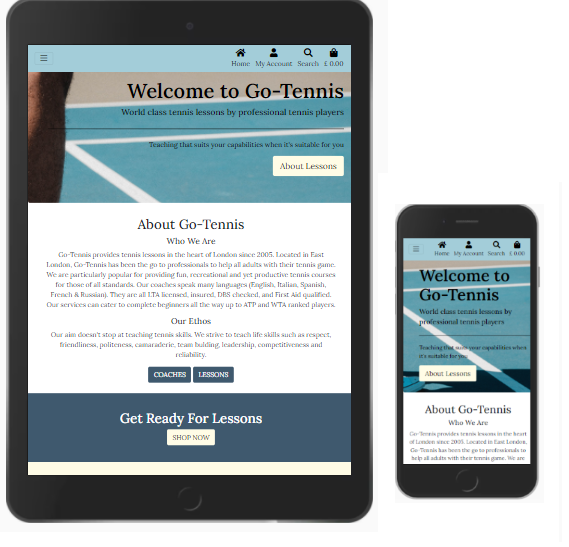 Home My Account Search £ 0.00
Welcome to Go-Tennis
World class tennis lessons by professional tennis players
Teaching that suits your capabilities when it's suitable for you
About Lessons
About Go-Tennis
Who We Are
Go-Tennis provides tennis lessons in the heart of London since 2005. Located in East
London, Go-Tennis has been the go to professionals to help all adults with their tennis game.
We are particularly popular for providing fun, recreational and yet productive tennis courses
for those of all standards. Our coaches speak many languages (English, Italian, Spanish,
French & Russian). They are all LTA licensed, insured, DBS checked, and First Aid qualified.
Our services can cater to complete beginners all the way up to ATP and WTA ranked players.
Our Ethos
Our aim doesn't stop at teaching tennis skills. We strive to teach life skills such as respect,
friendliness, politeness, camaraderie, team bulding, leadership, competitiveness and
reliability.
COACHES LESSONS
Get Ready For Lessons
SHOP NOW
Home My Account Search £ 0.00
Welcome to
Go-Tennis
World class tennis lessons by
professional tennis players
Teaching that suits your capabilities when
it's suitable for you
About Lessons
About Go-Tennis
Who We Are
Go-Tennis provides tennis lessons in the heart
of London since 2005. Located in East London,
Go-Tennis has been the go to professionals to
help all adults with their tennis game. We are